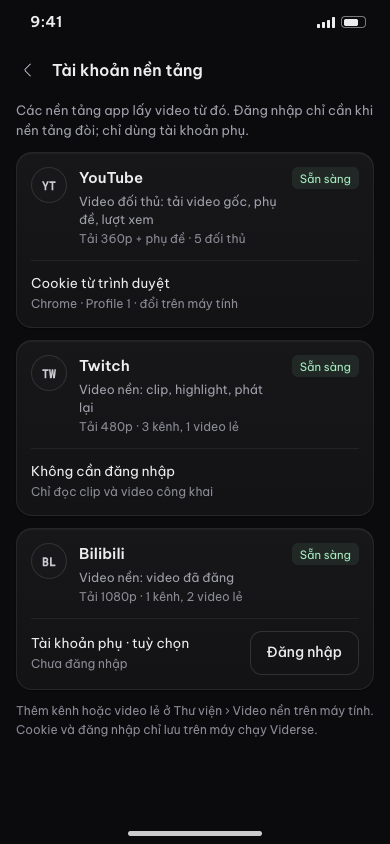 9:41
Tài khoản nền tảng
Các nền tảng app lấy video từ đó. Đăng nhập chỉ cần khi
nền tảng đòi; chỉ dùng tài khoản phụ.
YT
YouTube
Sẵn sàng
Video đối thủ: tải video gốc, phụ
đề, lượt xem
Tải 360p + phụ đề · 5 đối thủ
Cookie từ trình duyệt
Chrome · Profile 1 · đổi trên máy tính
TW
Twitch
Sẵn sàng
Video nền: clip, highlight, phát
lại
Tải 480p · 3 kênh, 1 video lẻ
Không cần đăng nhập
Chỉ đọc clip và video công khai
BL
Bilibili
Sẵn sàng
Video nền: video đã đăng
Tải 1080p · 1 kênh, 2 video lẻ
Tài khoản phụ · tuỳ chọn
Chưa đăng nhập
Đăng nhập
Thêm kênh hoặc video lẻ ở Thư viện › Video nền trên máy tính.
Cookie và đăng nhập chỉ lưu trên máy chạy Viderse.